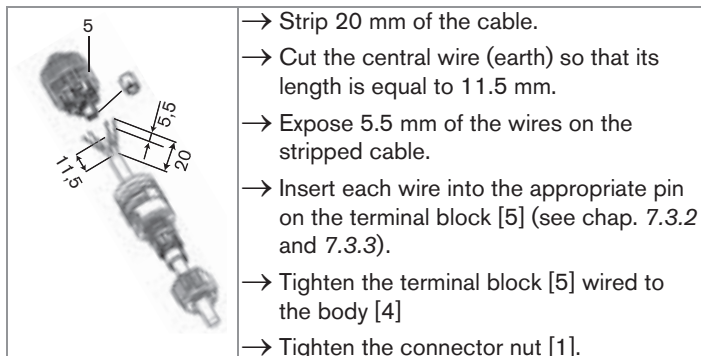 5
5,5
20
11,5
→ Strip 20 mm of the cable.
→ Cut the central wire (earth) so that its
length is equal to 11.5 mm.
→ Expose 5.5 mm of the wires on the
stripped cable.
→ Insert each wire into the appropriate pin
on the terminal block [5] (see chap. 7.3.2
and 7.3.3).
→ Tighten the terminal block [5] wired to
the body [4]
→ Tighten the connector nut [1].